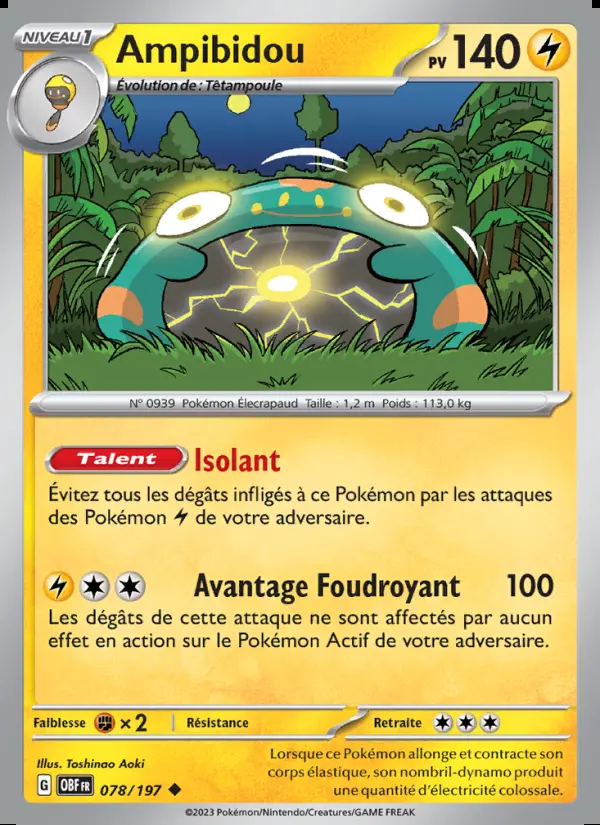 NIVEAU 1
Ampibidou
PV 140
Évolution de : Têtampoule
N° 0939 Pokémon Élecrapaud Taille : 1,2 m Poids : 113,0 kg
Talent Isolant
Évitez tous les dégâts infligés à ce Pokémon par les attaques
des Pokémon de votre adversaire.
Avantage Foudroyant 100
Les dégâts de cette attaque ne sont affectés par aucun
effet en action sur le Pokémon Actif de votre adversaire.
Faiblesse ×2 Résistance Retraite
Illus. Toshinao Aoki
G OBF FR 078/197
Lorsque ce Pokémon allonge et contracte son
corps élastique, son nombril-dynamo produit
une quantité d'électricité colossale.
©2023 Pokémon/Nintendo/Creatures/GAME FREAK